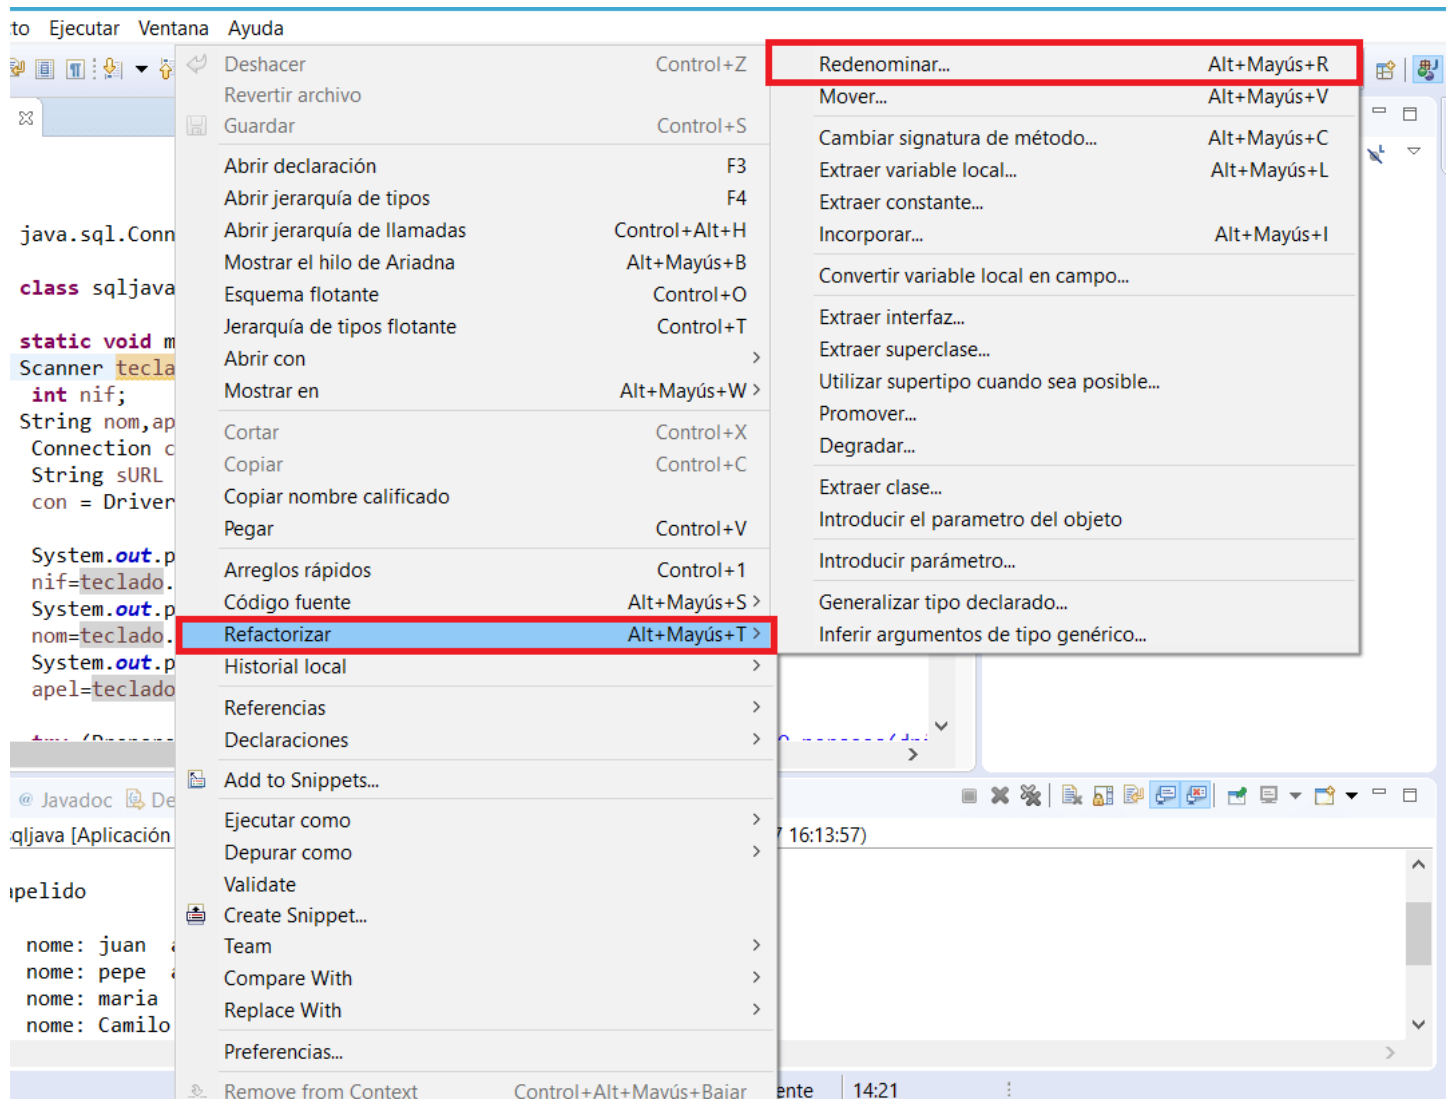 to Ejecutar Ventana Ayuda
Deshacer Control+Z
Revertir archivo
Guardar Control+S
Abrir declaración F3
Abrir jerarquía de tipos F4
Abrir jerarquía de llamadas Control+Alt+H
Mostrar el hilo de Ariadna Alt+Mayús+B
Esquema flotante Control+O
Jerarquía de tipos flotante Control+T
Abrir con
Mostrar en Alt+Mayús+W
Cortar Control+X
Copiar Control+C
Copiar nombre calificado
Pegar Control+V
Arreglos rápidos Control+1
Código fuente Alt+Mayús+S
Refactorizar Alt+Mayús+T
Historial local
Referencias
Declaraciones
Add to Snippets...
Ejecutar como
Depurar como
Validate
Create Snippet...
Team
Compare With
Replace With
Preferencias...
Remove from Context Control+Alt+Mayús+Bajar
Redenominar... Alt+Mayús+R
Mover... Alt+Mayús+V
Cambiar signatura de método... Alt+Mayús+C
Extraer variable local... Alt+Mayús+L
Extraer constante...
Incorporar... Alt+Mayús+I
Convertir variable local en campo...
Extraer interfaz...
Extraer superclase...
Utilizar supertipo cuando sea posible...
Promover...
Degradar...
Extraer clase...
Introducir el parametro del objeto
Introducir parámetro...
Generalizar tipo declarado...
Inferir argumentos de tipo genérico...
java.sql.Conn
class sqljava
static void m
Scanner tecla
int nif;
String nom,ap
Connection c
String sURL
con = Driver
System.out.p
nif=teclado.
System.out.p
nom=teclado.
System.out.p
apel=teclado
@ Javadoc De
qljava [Aplicación 7 16:13:57)
apelido
nome: juan a
nome: pepe a
nome: maria
nome: Camilo
ente 14:21